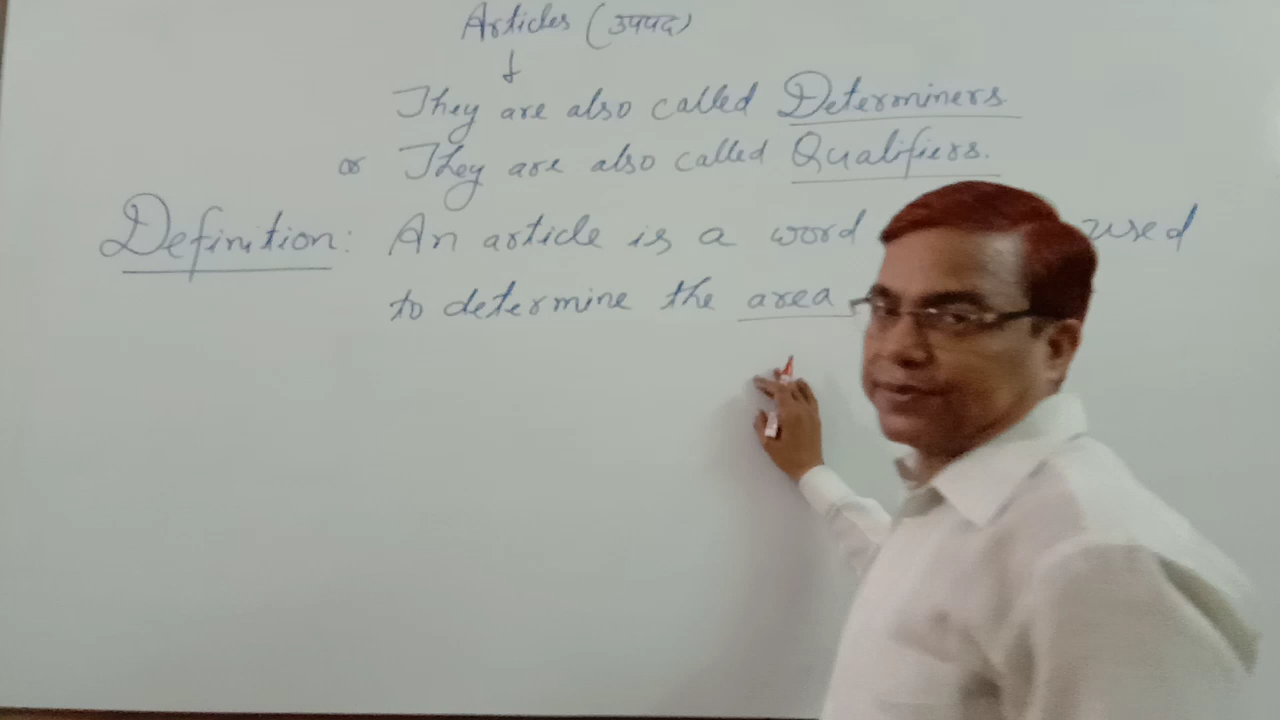 Articles (उपपद)
They are also called Determiners
or They are also called Qualifiers.
Definition: An article is a word used
to determine the area